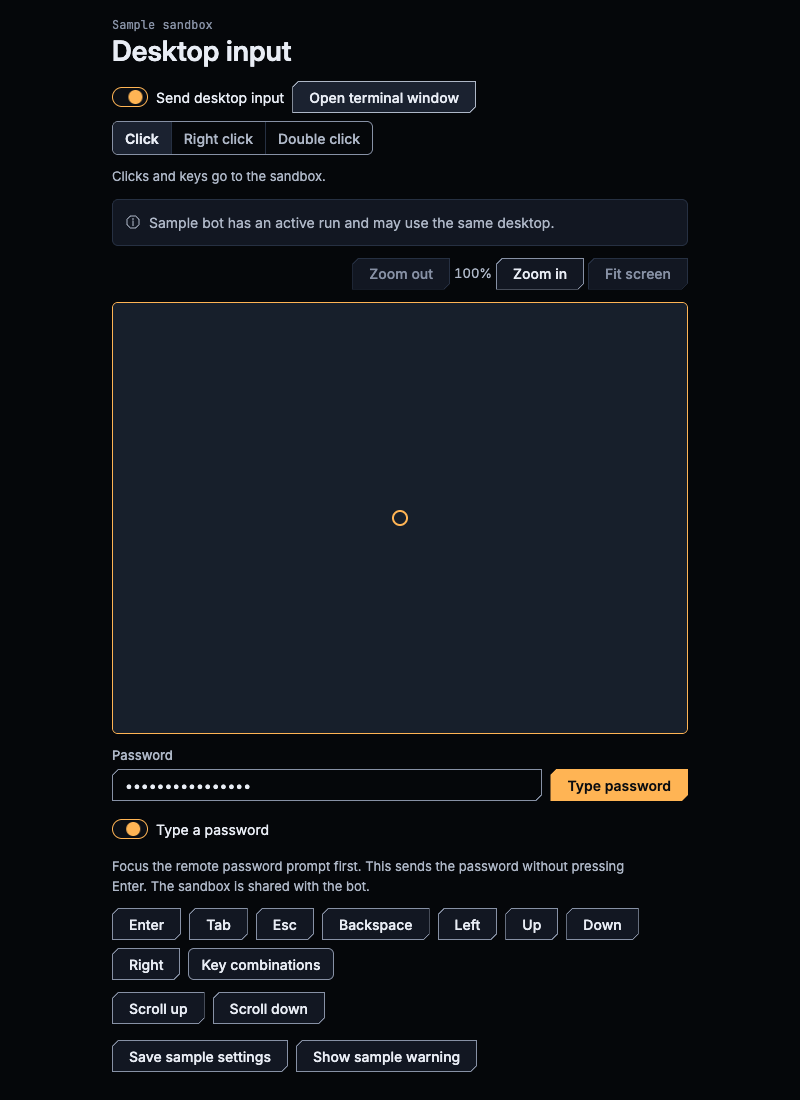 Sample sandbox
Desktop input
Send desktop input
Open terminal window
Click
Right click
Double click
Clicks and keys go to the sandbox.
Sample bot has an active run and may use the same desktop.
Zoom out
100%
Zoom in
Fit screen
Password
••••••••••••••••
Type password
Type a password
Focus the remote password prompt first. This sends the password without pressing
Enter. The sandbox is shared with the bot.
Enter
Tab
Esc
Backspace
Left
Up
Down
Right
Key combinations
Scroll up
Scroll down
Save sample settings
Show sample warning